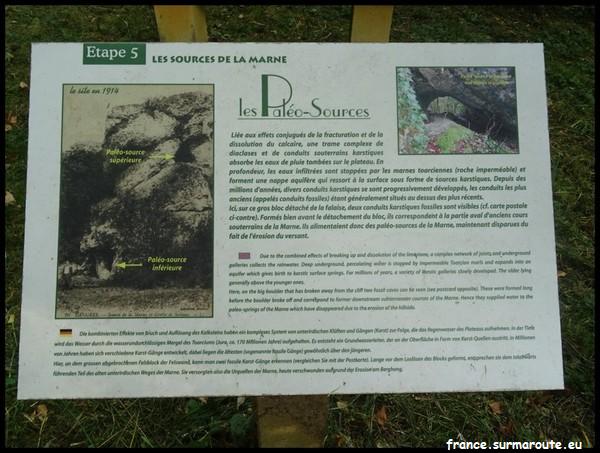 Etape 5
LES SOURCES DE LA MARNE
le site en 1914
Paléo-source
supérieure
Paléo-source
inférieure
les Paléo-Sources
Liée aux effets conjugués de la fracturation et de la
dissolution du calcaire, une trame complexe de
diaclases et de conduits souterrains karstiques
absorbe les eaux de pluie tombées sur le plateau. En
profondeur, les eaux infiltrées sont stoppées par les marnes toarciennes (roche imperméable) et
forment une nappe aquifère qui ressort à la surface sous forme de sources karstiques. Depuis des
millions d'années, divers conduits karstiques se sont progressivement développés, les conduits les plus
anciens (appelés conduits fossiles) étant généralement situés au dessus des plus récents.
Ici, sur ce gros bloc détaché de la falaise, deux conduits karstiques fossiles sont visibles (cf. carte postale
ci-contre). Formés bien avant le détachement du bloc, ils correspondent à la partie aval d'anciens cours
souterrains de la Marne. Ils alimentaient donc des paléo-sources de la Marne, maintenant disparues du
fait de l'érosion du versant.
Due to the combined effects of breaking up and dissolution of the limestone, a complex network of joints and underground
galleries collects the rainwater. Deep underground, percolating water is stopped by impermeable Toarcian marls and expands into an
aquifer which gives birth to karstic surface springs. For millions of years, a variety of karstic galleries slowly developed. The older lying
generally above the younger ones.
Here, on the big boulder that has broken away from the cliff two fossil caves can be seen (see postcard opposite). These were formed long
before the boulder broke off and correspond to former downstream subterranean courses of the Marne. Hence they supplied water to the
paleo-springs of the Marne which have disappeared due to the erosion of the hillside.
Die kombinierten Effekte von Bruch und Auflösung des Kalksteins haben ein komplexes System von unterirdischen Klüften und Gängen (Karst) zur Folge, die das Regenwasser des Plateaus aufnehmen. In der Tiefe
wird das Wasser durch die wasserundurchlässigen Mergel des Toarciums (Jura, ca. 170 Millionen Jahre) aufgehalten. Es entsteht ein Grundwasserleiter, der an der Oberfläche in Form von Karst-Quellen austritt. In Millionen
von Jahren haben sich verschiedene Karst-Gänge entwickelt, dabei liegen die ältesten (sogenannte fossile Gänge) gewöhnlich über den jüngeren.
Hier, an dem grossen abgebrochenen Felsblock der Felswand, kann man zwei fossile Karst-Gänge erkennen (vergleichen Sie mit der Postkarte). Lange vor dem Loslösen des Blocks geformt, entsprechen sie dem talabwärts
führenden Teil des alten unterirdischen Weges der Marne. Sie versorgten also die Urquellen der Marne, heute verschwunden aufgrund der Erosion am Berghang.
france.surmaroute.eu